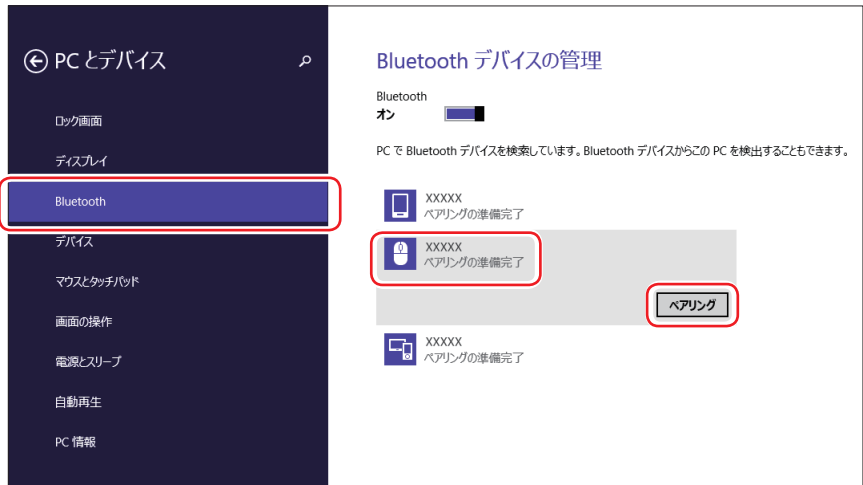 PC とデバイス
ロック画面
ディスプレイ
Bluetooth
デバイス
マウスとタッチパッド
画面の操作
電源とスリープ
自動再生
PC 情報
Bluetooth デバイスの管理
Bluetooth
オン
PC で Bluetooth デバイスを検索しています。Bluetooth デバイスからこの PC を検出することもできます。
XXXXX
ペアリングの準備完了
XXXXX
ペアリングの準備完了
ペアリング
XXXXX
ペアリングの準備完了